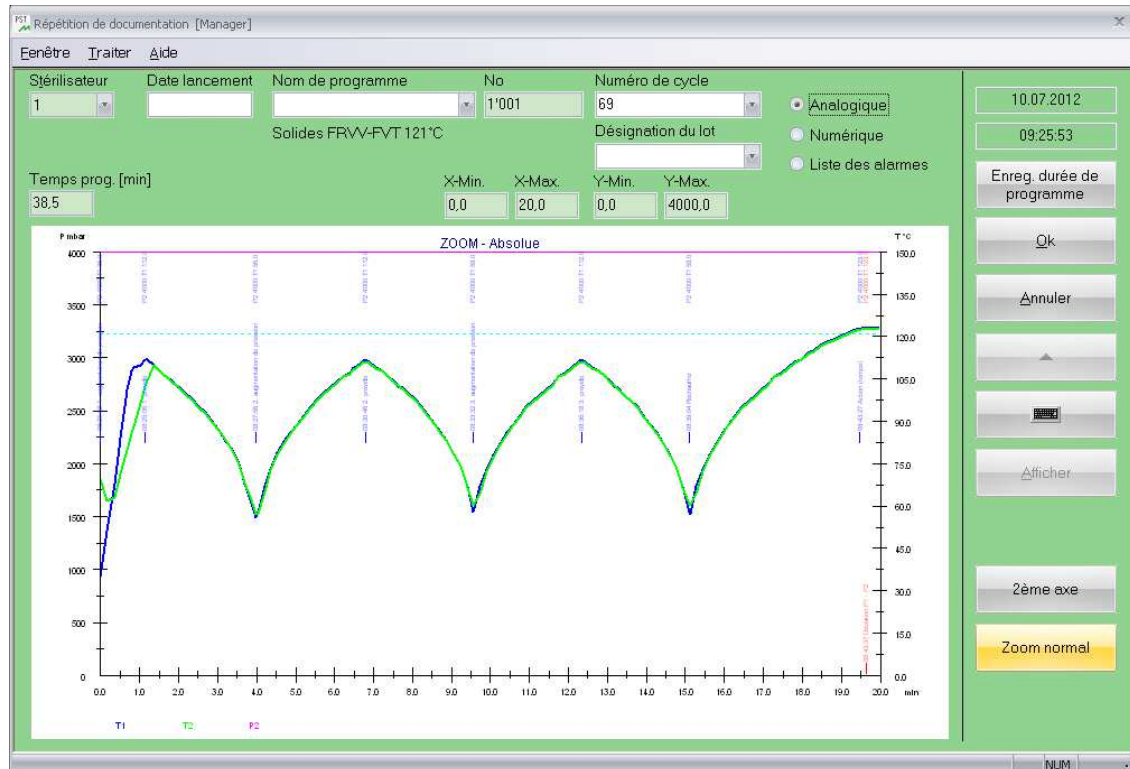 PST Répétition de documentation [Manager]
Fenêtre Traiter Aide
Stérilisateur Date lancement Nom de programme No Numéro de cycle
1 1'001 69
Solides FRVV-FVT 121°C
Désignation du lot
Analogique
Numérique
Liste des alarmes
Temps prog. [min] X-Min. X-Max. Y-Min. Y-Max.
38,5 0,0 20,0 0,0 4000,0
10.07.2012
09:25:53
Enreg. durée de
programme
Ok
Annuler
Afficher
2ème axe
Zoom normal
P mbar ZOOM - Absolue T °C
4000 150.0
3500 135.0
3000 120.0
2500 105.0
2000 90.0
1500 75.0
1000 60.0
500 45.0
0 30.0
15.0
0.0
0.0 1.0 2.0 3.0 4.0 5.0 6.0 7.0 8.0 9.0 10.0 11.0 12.0 13.0 14.0 15.0 16.0 17.0 18.0 19.0 20.0 min
T1 T2 P2
NUM